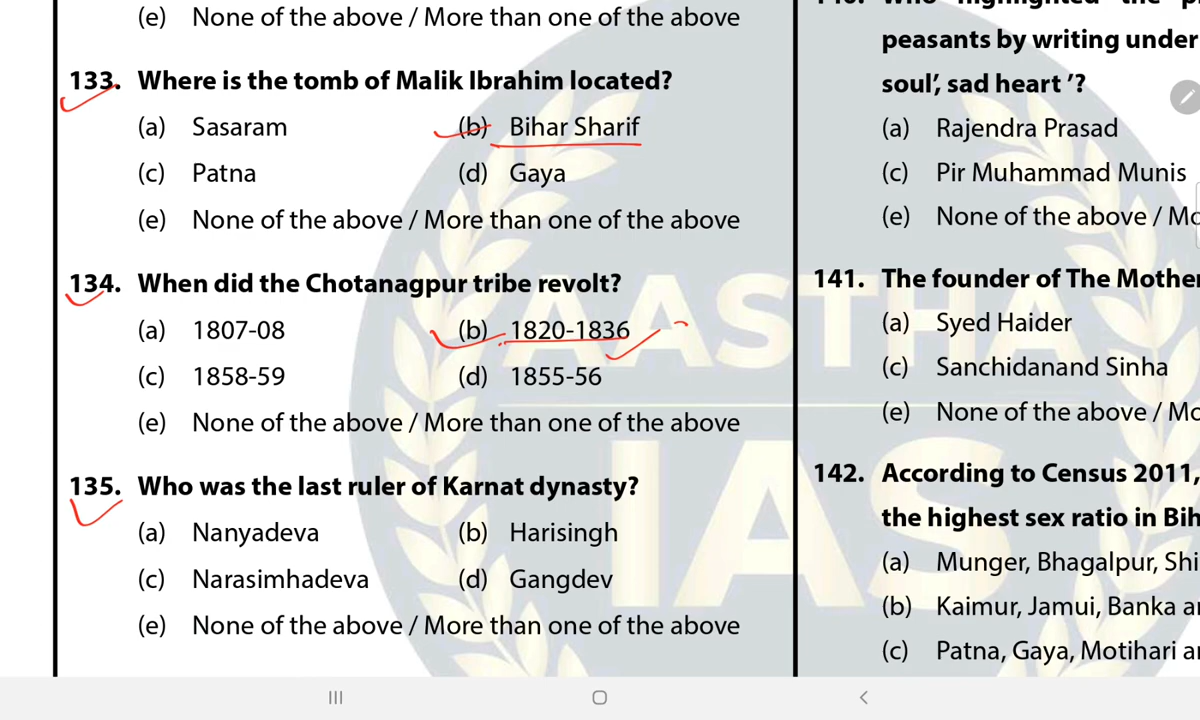 (e) None of the above / More than one of the above
133. Where is the tomb of Malik Ibrahim located?
(a) Sasaram (b) Bihar Sharif
(c) Patna (d) Gaya
(e) None of the above / More than one of the above
134. When did the Chotanagpur tribe revolt?
(a) 1807-08 (b) 1820-1836
(c) 1858-59 (d) 1855-56
(e) None of the above / More than one of the above
135. Who was the last ruler of Karnat dynasty?
(a) Nanyadeva (b) Harisingh
(c) Narasimhadeva (d) Gangdev
(e) None of the above / More than one of the above
peasants by writing under
soul', sad heart '?
(a) Rajendra Prasad
(c) Pir Muhammad Munis
(e) None of the above / Mo
141. The founder of The Mother
(a) Syed Haider
(c) Sanchidanand Sinha
(e) None of the above / Mo
142. According to Census 2011,
the highest sex ratio in Bih
(a) Munger, Bhagalpur, Shi
(b) Kaimur, Jamui, Banka a
(c) Patna, Gaya, Motihari a
AASTHA
IAS